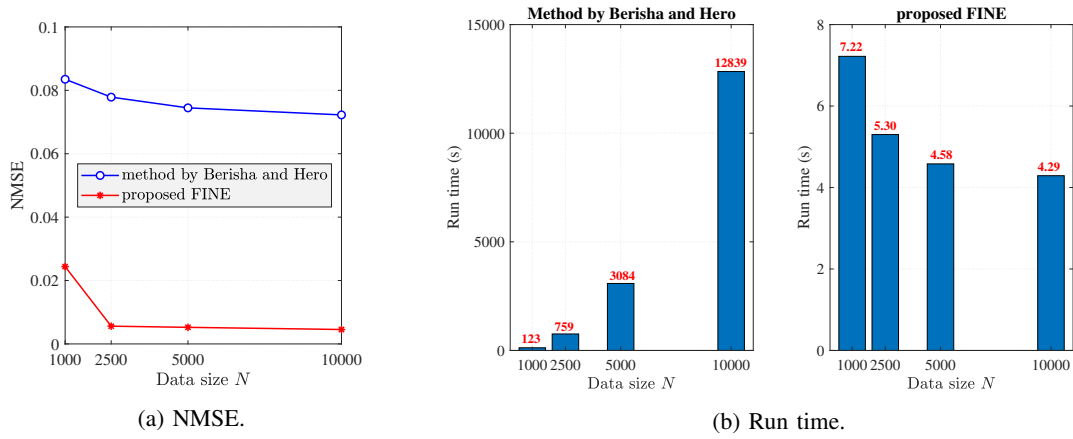 0.1
0.08
0.06
0.04
0.02
0
NMSE
method by Berisha and Hero
proposed FINE
1000 2500 5000 10000
Data size N
(a) NMSE.
Method by Berisha and Hero
15000
10000
5000
0
Run time (s)
123
759
3084
12839
1000 2500 5000 10000
Data size N
proposed FINE
8
6
4
2
0
Run time (s)
7.22
5.30
4.58
4.29
1000 2500 5000 10000
Data size N
(b) Run time.